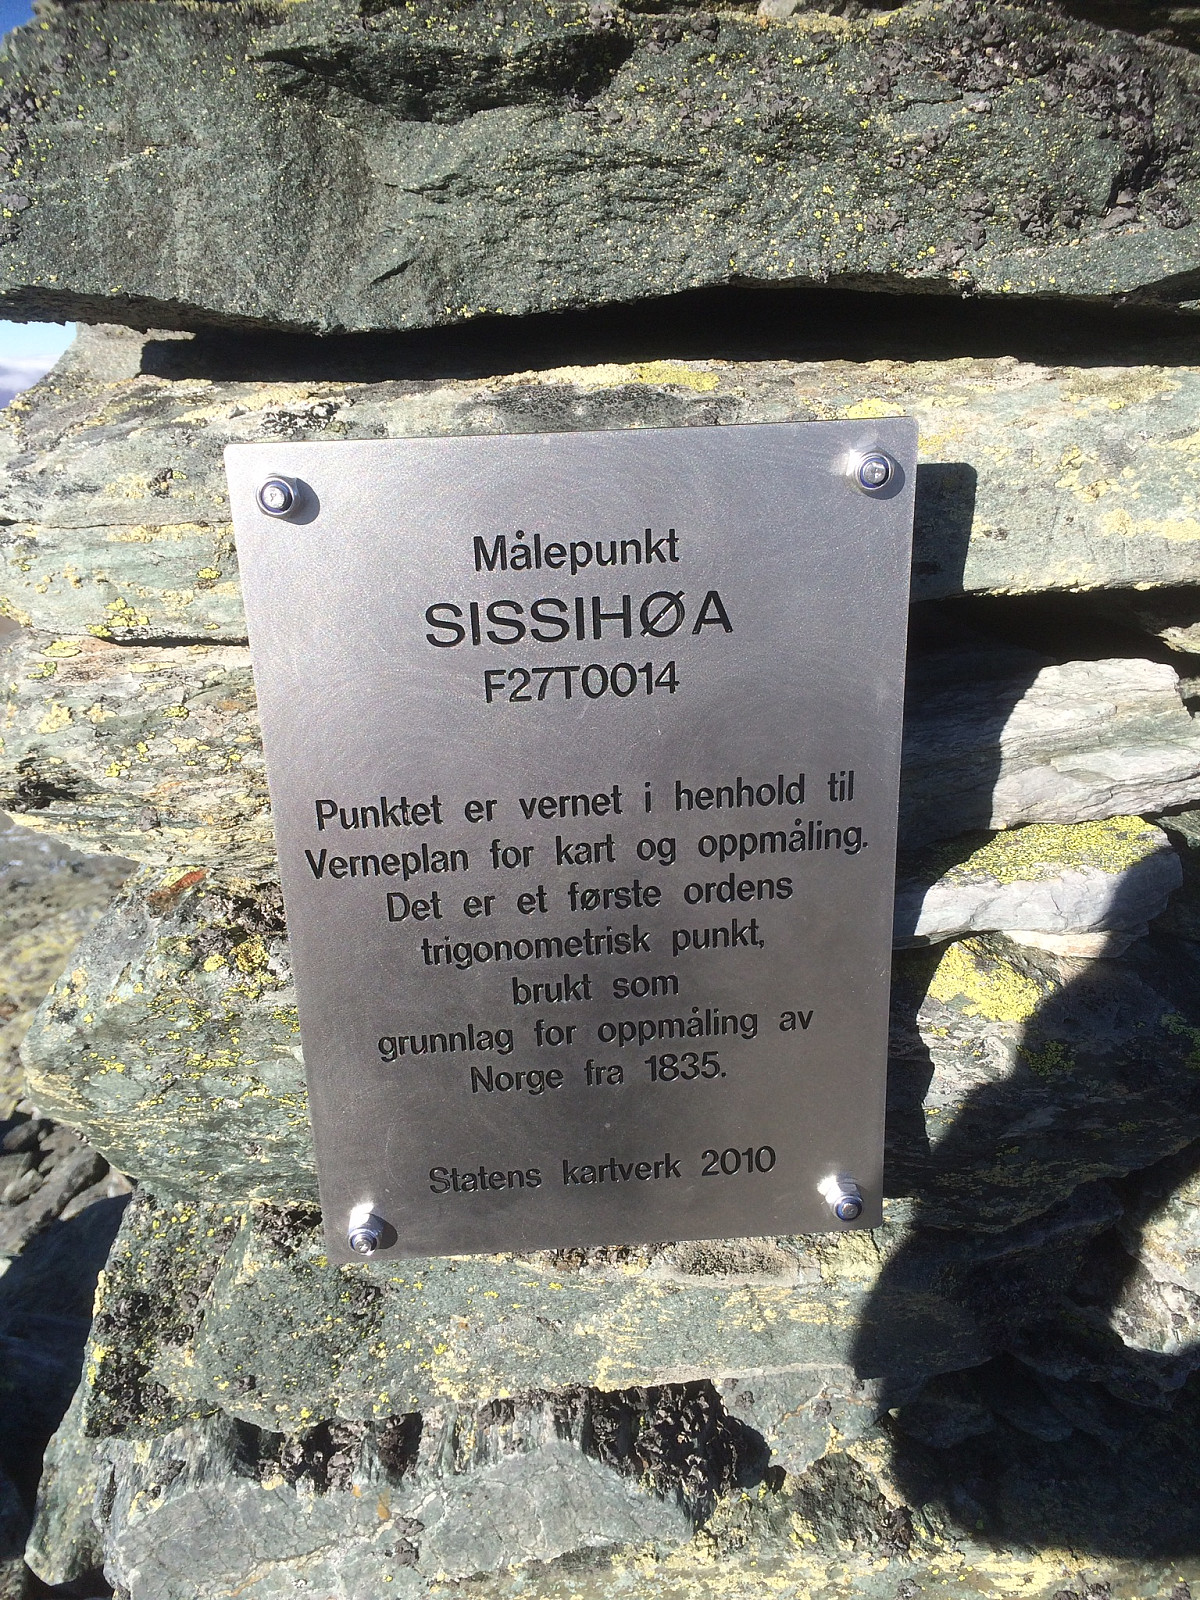 Målepunkt
SISSIHØA
F27T0014
Punktet er vernet i henhold til
Verneplan for kart og oppmåling.
Det er et første ordens
trigonometrisk punkt,
brukt som
grunnlag for oppmåling av
Norge fra 1835.
Statens kartverk 2010